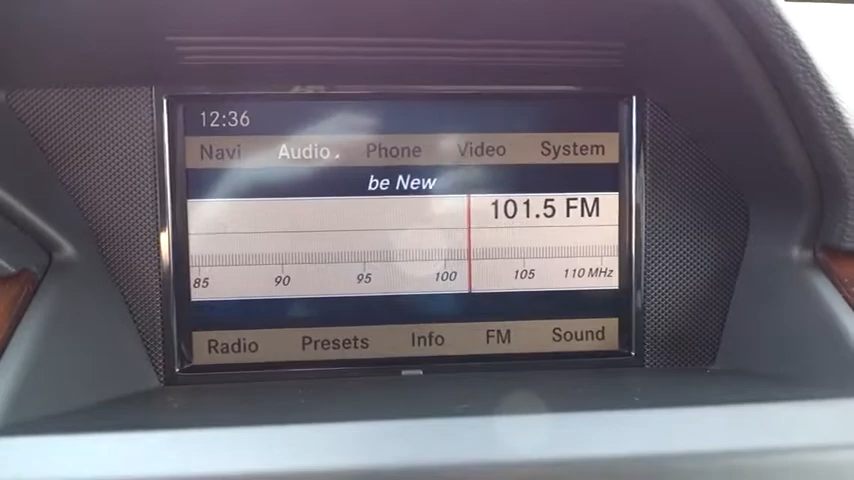 12:36
Navi Audio Phone Video System
be New
101.5 FM
85 90 95 100 105 110 MHz
Radio Presets Info FM Sound